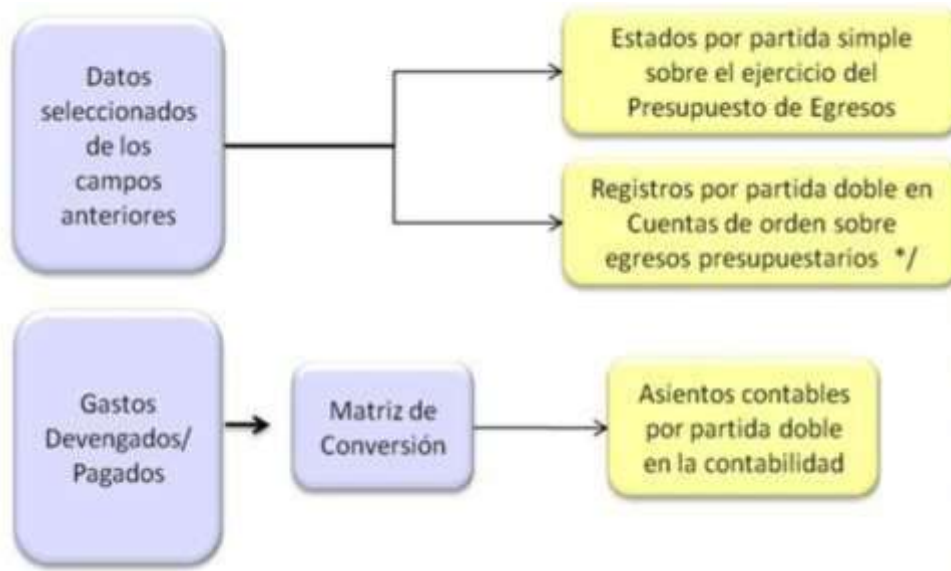 Datos
seleccionados
de los
campos
anteriores
Estados por partida simple
sobre el ejercicio del
Presupuesto de Egresos
Registros por partida doble en
Cuentas de orden sobre
egresos presupuestarios */
Gastos
Devengados/
Pagados
Matriz de
Conversión
Asientos contables
por partida doble
en la contabilidad